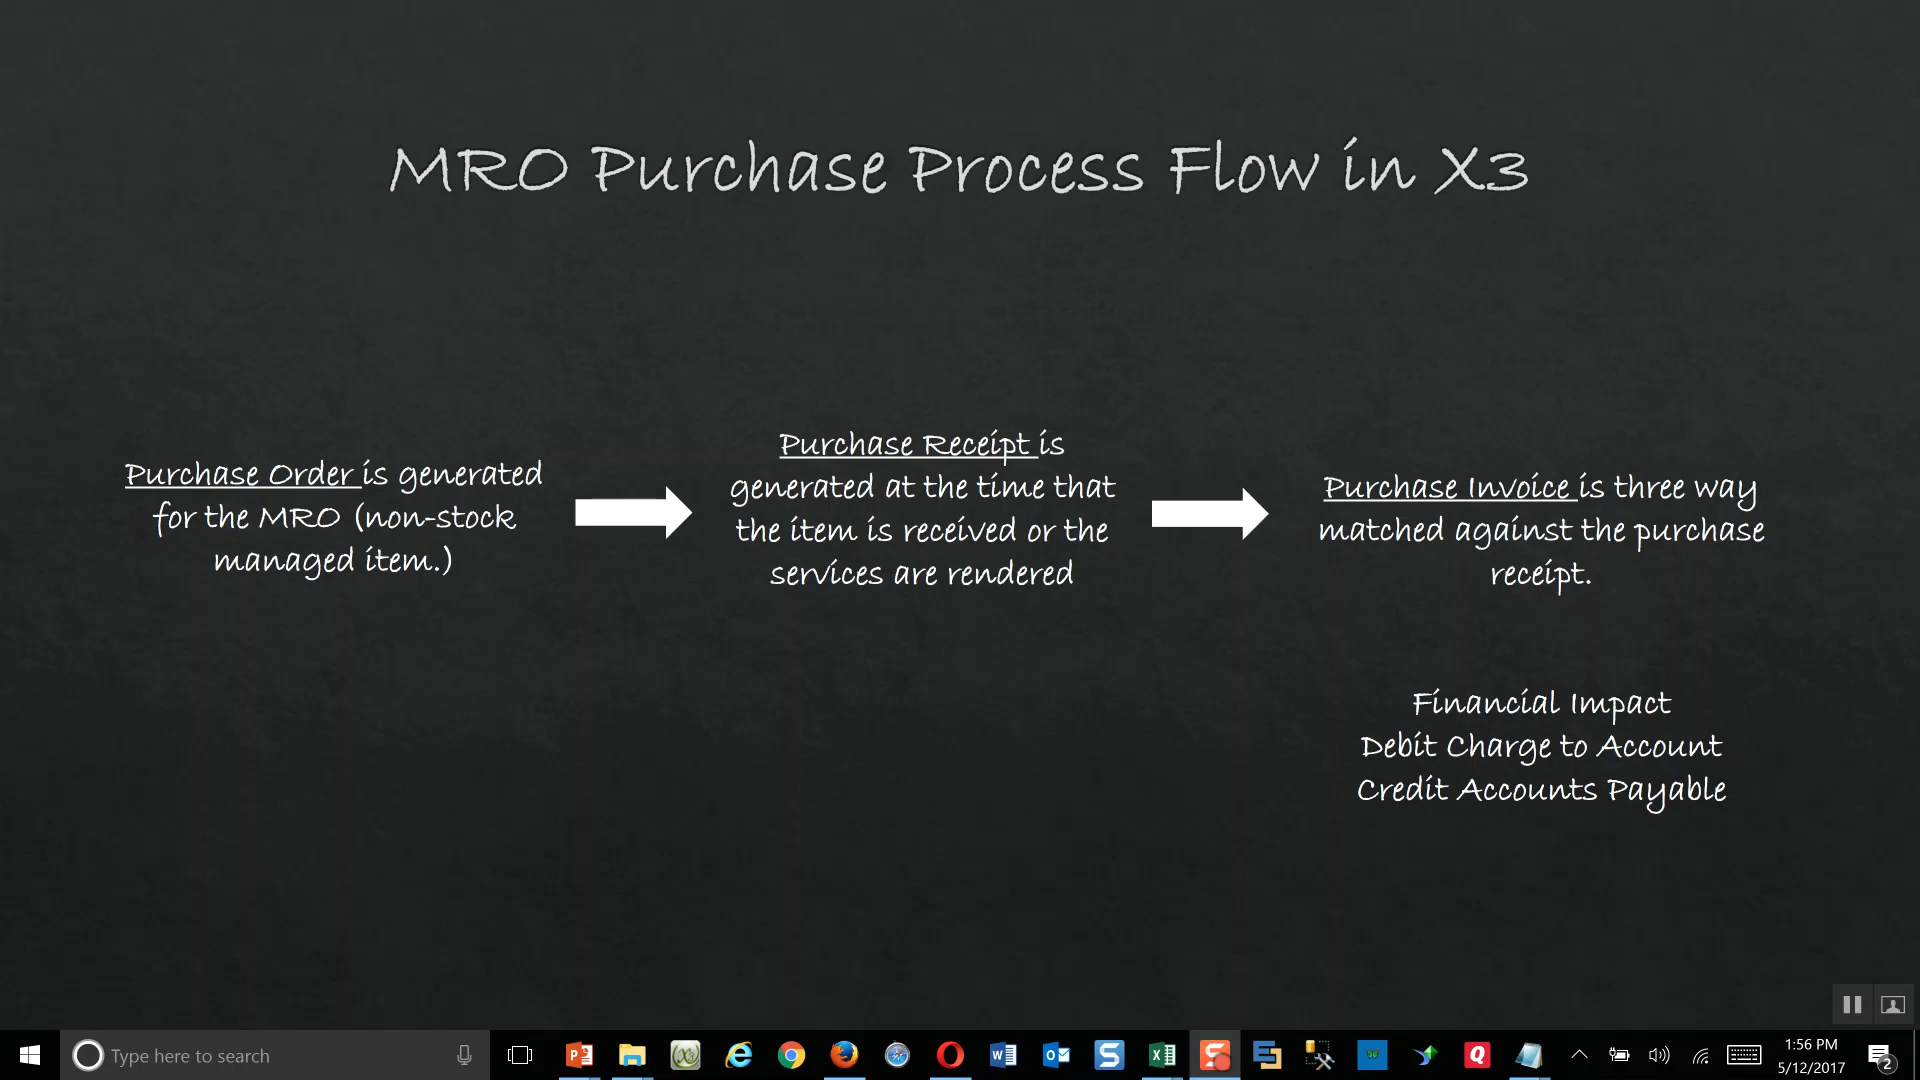 MRO Purchase Process Flow in X3
Purchase Order is generated
for the MRO (non-stock
managed item.)
Purchase Receipt is
generated at the time that
the item is received or the
services are rendered
Purchase Invoice is three way
matched against the purchase
receipt.
Financial Impact
Debit Charge to Account
Credit Accounts Payable
Type here to search
1:56 PM
5/12/2017
2